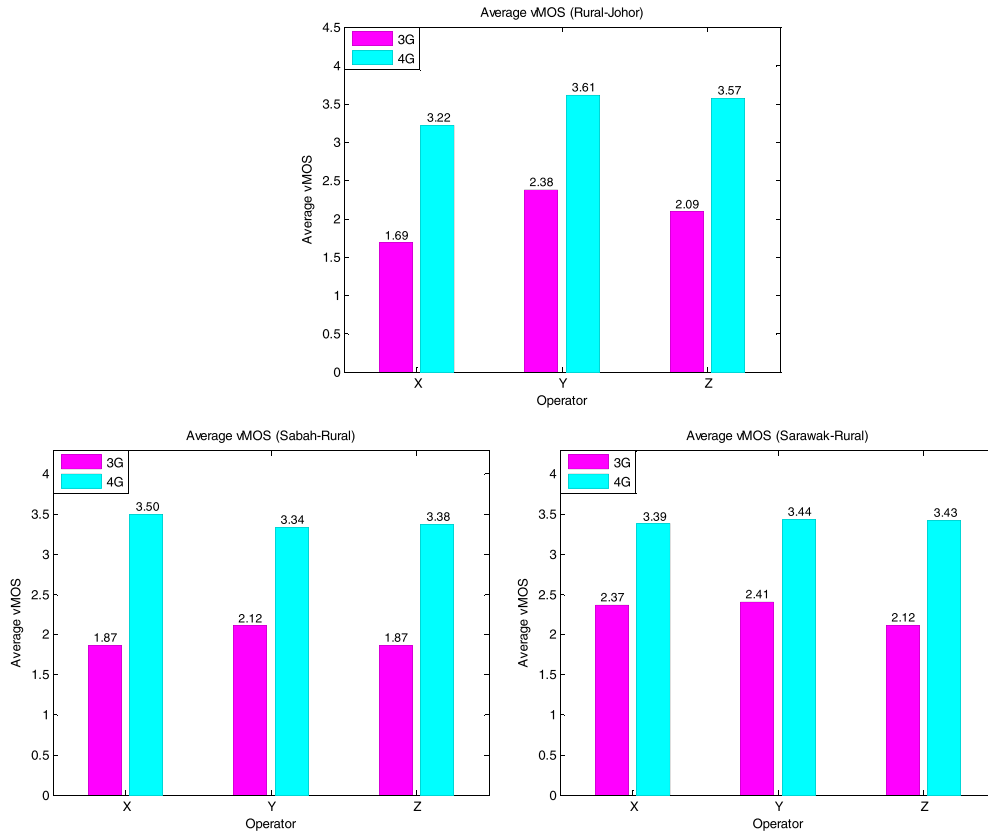 Average vMOS (Rural-Johor)
4.5
4
3.5
3
2.5
2
1.5
1
0.5
0
Average vMOS
3G
4G
1.69
3.22
2.38
3.61
2.09
3.57
X
Y
Z
Operator
Average vMOS (Sabah-Rural)
4
3.5
3
2.5
2
1.5
1
0.5
0
Average vMOS
3G
4G
1.87
3.50
2.12
3.34
1.87
3.38
X
Y
Z
Operator
Average vMOS (Sarawak-Rural)
4
3.5
3
2.5
2
1.5
1
0.5
0
Average vMOS
3G
4G
2.37
3.39
2.41
3.44
2.12
3.43
X
Y
Z
Operator